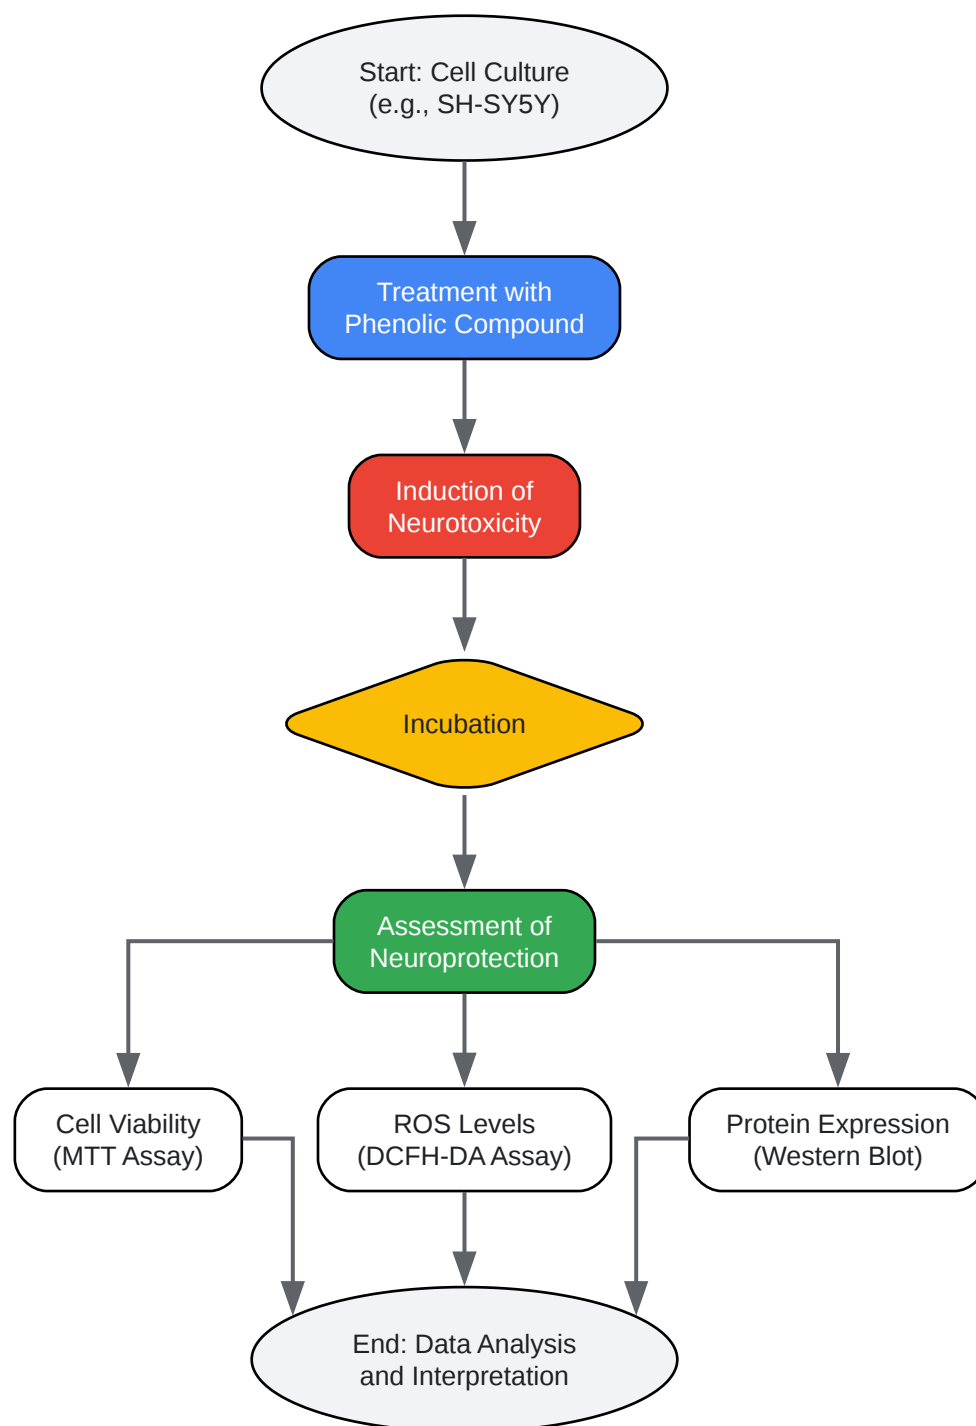 Start: Cell Culture
(e.g., SH-SY5Y)
Treatment with
Phenolic Compound
Induction of
Neurotoxicity
Incubation
Assessment of
Neuroprotection
Cell Viability
(MTT Assay)
ROS Levels
(DCFH-DA Assay)
Protein Expression
(Western Blot)
End: Data Analysis
and Interpretation